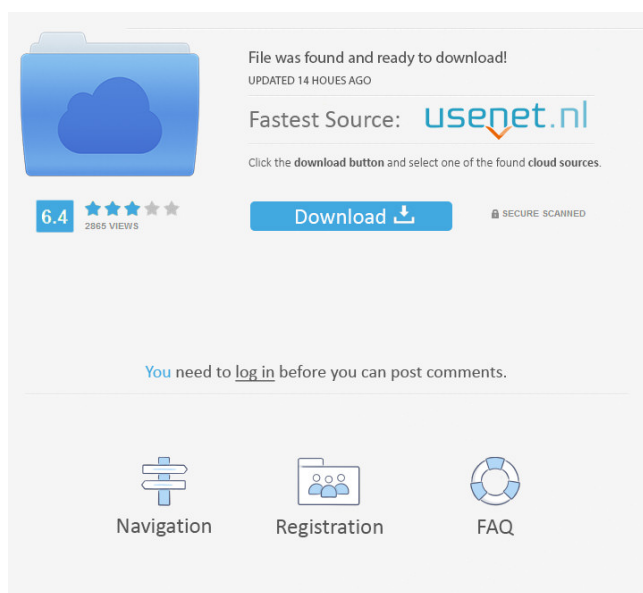 File was found and ready to download!
UPDATED 14 HOUES AGO
Fastest Source: usenet.nl
Click the download button and select one of the found cloud sources.
6.4
2865 VIEWS
Download
SECURE SCANNED
You need to log in before you can post comments.
Navigation
Registration
FAQ